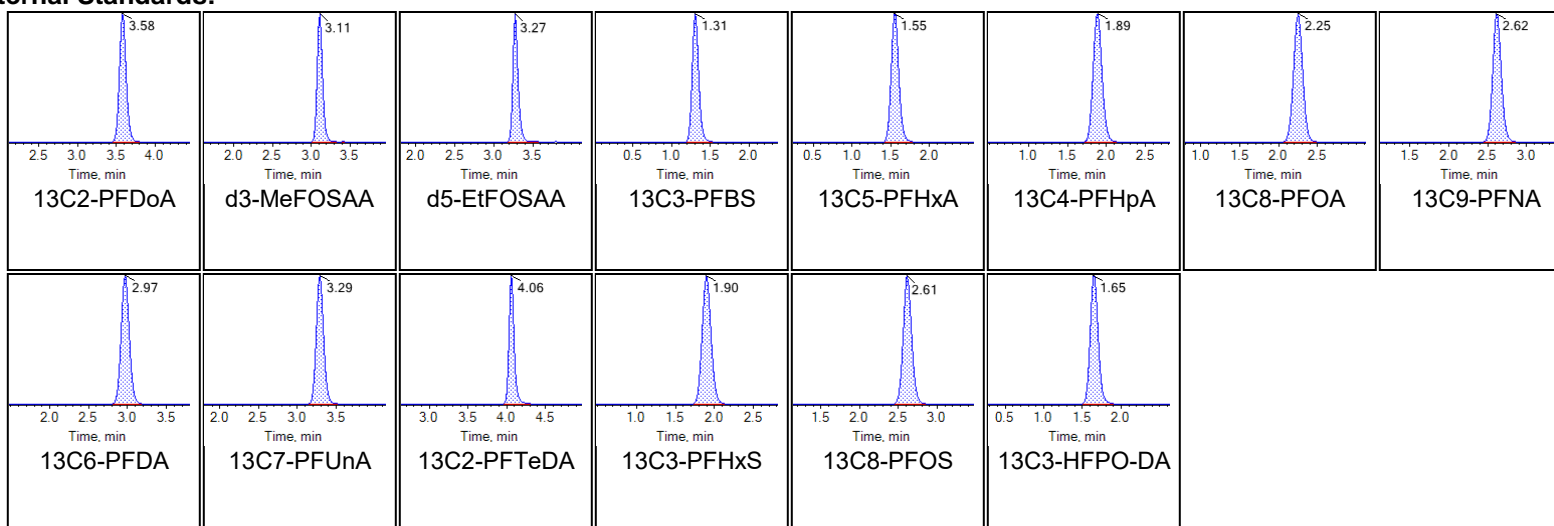 3.58
2.5 3.0 3.5 4.0
Time, min
13C2-PFDoA
3.11
2.0 2.5 3.0 3.5
Time, min
d3-MeFOSAA
3.27
2.0 2.5 3.0 3.5
Time, min
d5-EtFOSAA
1.31
0.5 1.0 1.5 2.0
Time, min
13C3-PFBS
1.55
0.5 1.0 1.5 2.0
Time, min
13C5-PFHxA
1.89
1.0 1.5 2.0 2.5
Time, min
13C4-PFHpA
2.25
1.0 1.5 2.0 2.5
Time, min
13C8-PFOA
2.62
1.5 2.0 2.5 3.0
Time, min
13C9-PFNA
2.97
2.0 2.5 3.0 3.5
Time, min
13C6-PFDA
3.29
2.0 2.5 3.0 3.5
Time, min
13C7-PFUnA
4.06
3.0 3.5 4.0 4.5
Time, min
13C2-PFTeDA
1.90
1.0 1.5 2.0 2.5
Time, min
13C3-PFHxS
2.61
1.5 2.0 2.5 3.0
Time, min
13C8-PFOS
1.65
0.5 1.0 1.5 2.0
Time, min
13C3-HFPO-DA